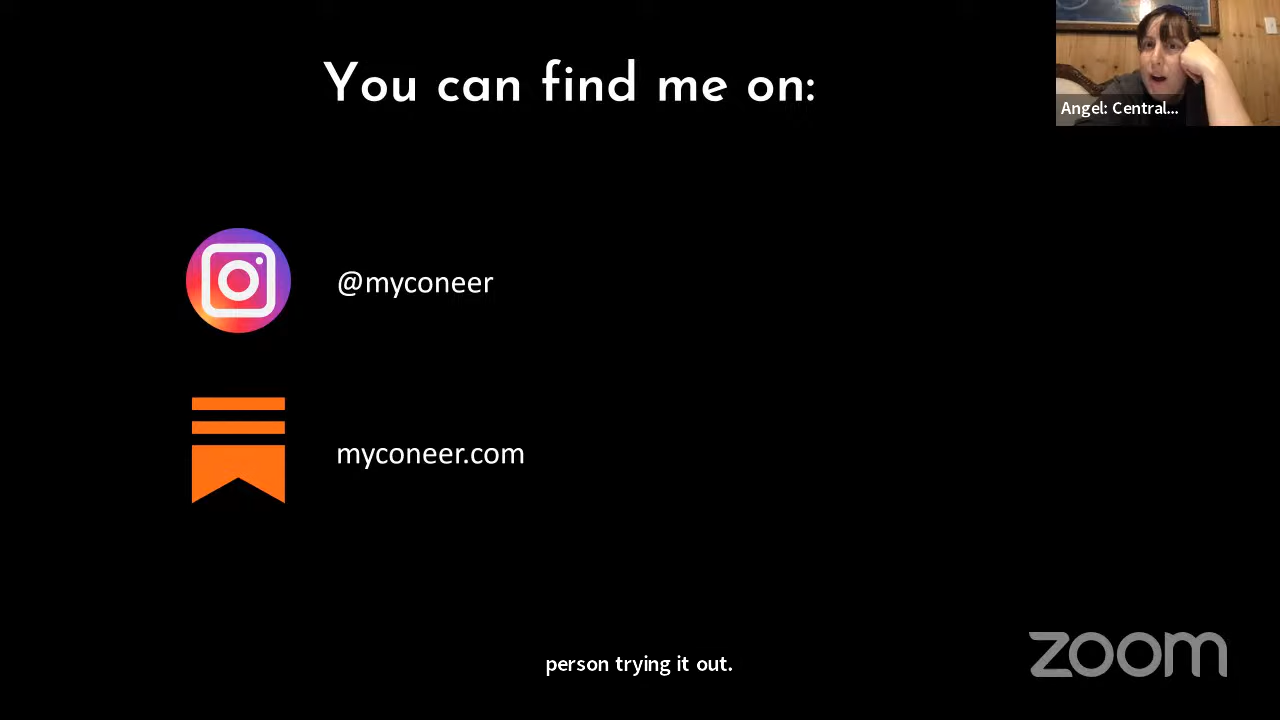 You can find me on:
Angel: Central...
@myconeer
myconeer.com
person trying it out.
zoom